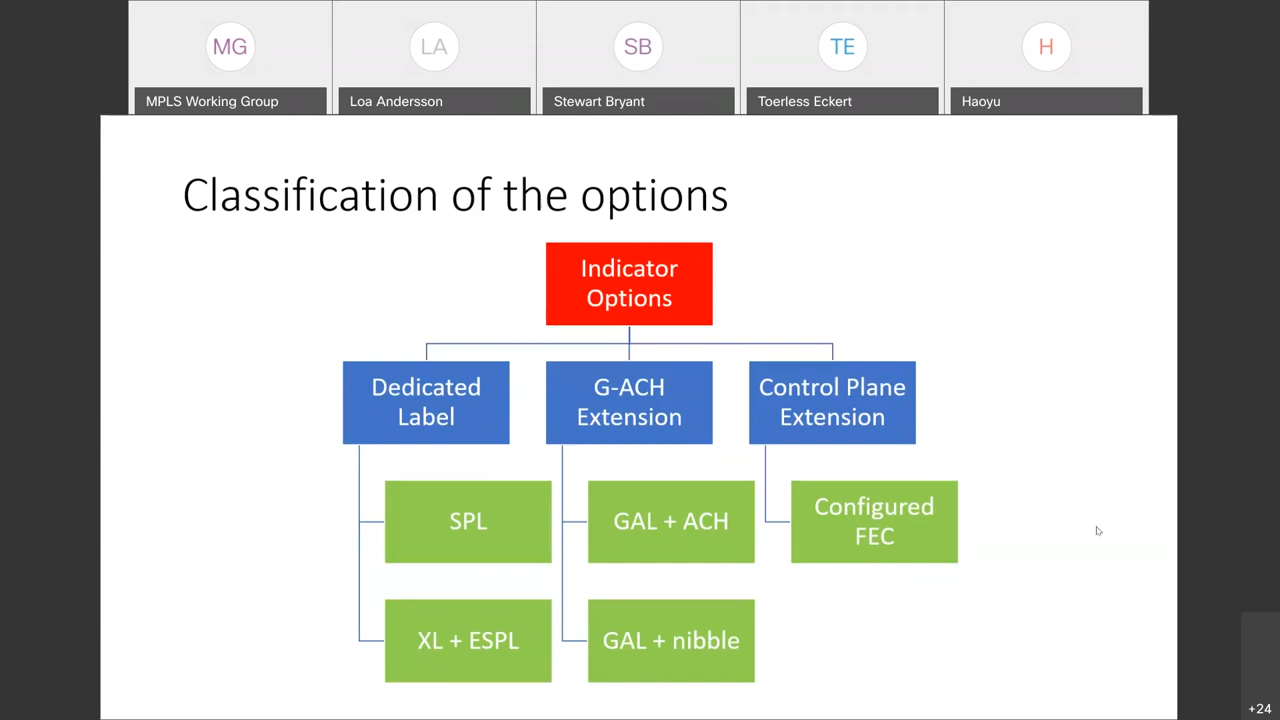 MG
LA
SB
TE
H
MPLS Working Group
Loa Andersson
Stewart Bryant
Toerless Eckert
Haoyu
Classification of the options
Indicator
Options
Dedicated
Label
G-ACH
Extension
Control Plane
Extension
SPL
GAL + ACH
Configured
FEC
XL + ESPL
GAL + nibble
+24